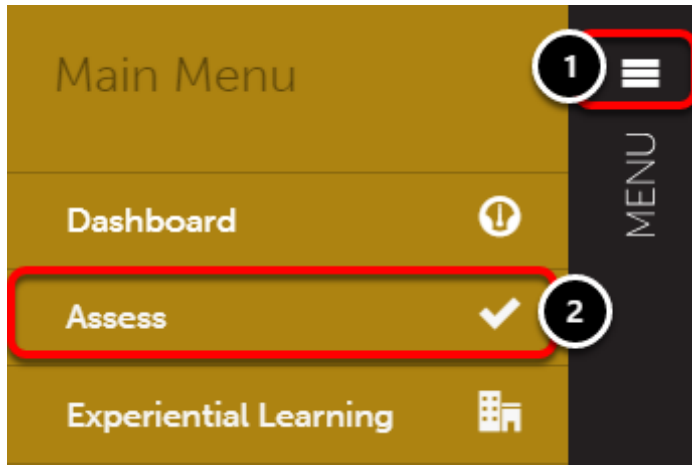 Main Menu
1
MENU
Dashboard
Assess
2
Experiential Learning